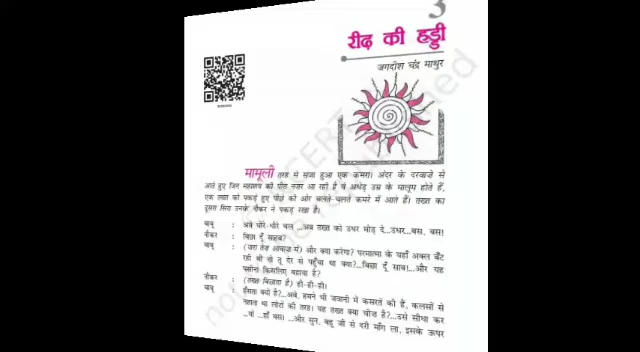 3
रीढ़ की हड्डी
जगदीश चंद्र माथुर
मामूली तरह से सजा हुआ एक कमरा। अंदर के दरवाज़े से
आते हुए जिन महाशय की पीठ नज़र आ रही है वे अधेड़ उम्र के मालूम होते हैं,
एक तख्त को पकड़े हुए पीछे की ओर चलते-चलते कमरे में आते हैं। तख्त का
दूसरा सिरा उनके नौकर ने पकड़ रखा है।
बाबू : अबे धीरे-धीरे चल। ...अब तख्त को उधर मोड़ दे...उधर...बस, बस!
नौकर : बिछा दूँ साहब?
बाबू : (ज़रा तेज़ आवाज़ में) और क्या करेगा? परमात्मा के यहाँ अक्ल बँट
रही थी तो तू देर से पहुँचा था क्या?...बिछा दूँ साब!...और यह
पसीना किसलिए बहाया है?
नौकर : (तख्त बिछाता है) ही-ही-ही।
बाबू : हँसता क्यों है?...अबे, हमने भी जवानी में कसरतें की हैं, कलसों से
नहाता था लोटों की तरह। यह तख्त क्या चीज़ है?...उसे सीधा कर
...यों ...हाँ बस। ...और सुन, बहू जी से दरी माँग ला, इसके ऊपर